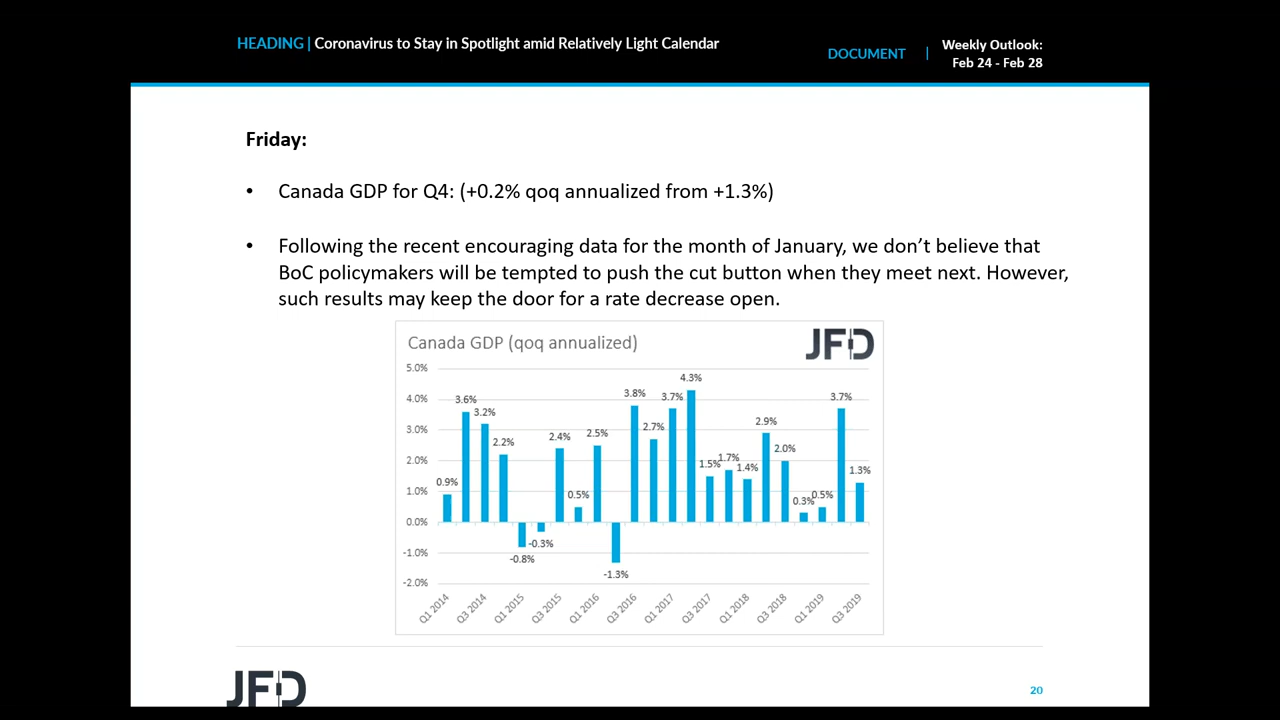 HEADING | Coronavirus to Stay in Spotlight amid Relatively Light Calendar
DOCUMENT | Weekly Outlook:
Feb 24 - Feb 28
Friday:
• Canada GDP for Q4: (+0.2% qoq annualized from +1.3%)
• Following the recent encouraging data for the month of January, we don’t believe that
BoC policymakers will be tempted to push the cut button when they meet next. However,
such results may keep the door for a rate decrease open.
Canada GDP (qoq annualized)
JFD
5.0%
4.0%
3.0%
2.0%
1.0%
0.0%
-1.0%
-2.0%
0.9%
3.6%
3.2%
2.2%
-0.8%
-0.3%
2.4%
0.5%
2.5%
-1.3%
3.8%
2.7%
3.7%
4.3%
1.5%
1.7%
1.4%
2.9%
2.0%
0.3%
0.5%
3.7%
1.3%
Q1 2014
Q3 2014
Q1 2015
Q3 2015
Q1 2016
Q3 2016
Q1 2017
Q3 2017
Q1 2018
Q3 2018
Q1 2019
Q3 2019
JFD
20